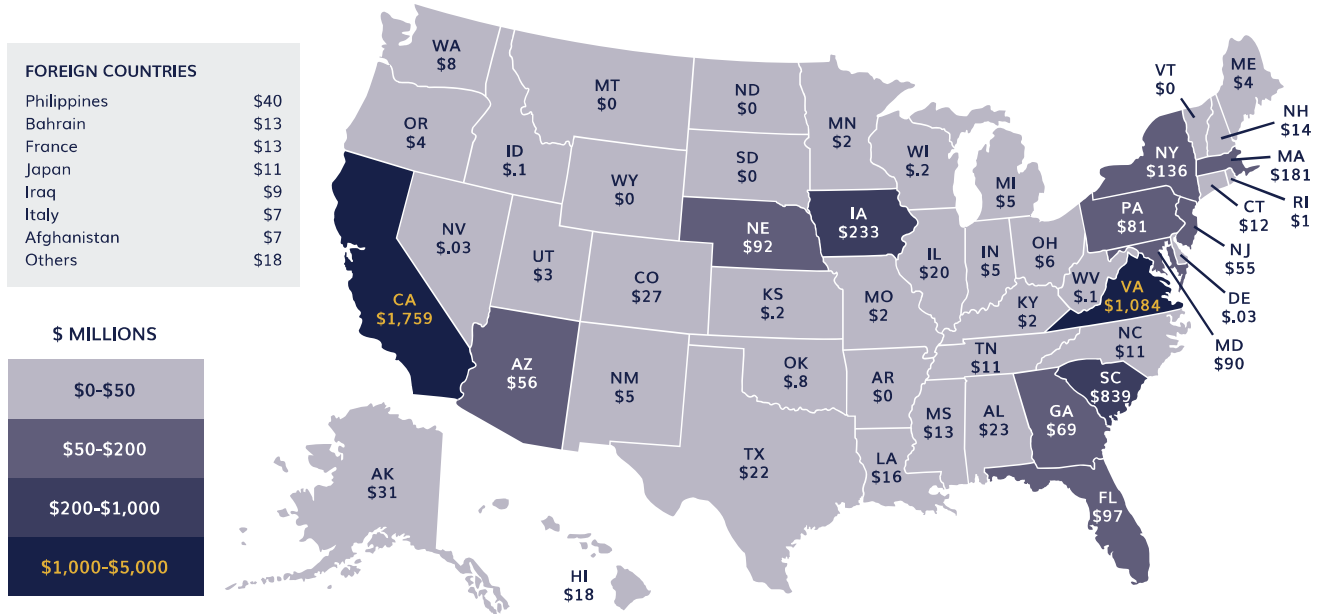 FOREIGN COUNTRIES
Philippines $40
Bahrain $13
France $13
Japan $11
Iraq $9
Italy $7
Afghanistan $7
Others $18
$ MILLIONS
$0-$50
$50-$200
$200-$1,000
$1,000-$5,000
WA
$8
OR
$4
CA
$1,759
ID
$.1
NV
$.03
MT
$0
WY
$0
UT
$3
AZ
$56
CO
$27
NM
$5
ND
$0
SD
$0
NE
$92
KS
$.2
OK
$.8
TX
$22
MN
$2
IA
$233
MO
$2
AR
$0
LA
$16
WI
$.2
IL
$20
MI
$5
IN
$5
OH
$6
KY
$2
TN
$11
MS
$13
AL
$23
GA
$69
FL
$97
SC
$839
NC
$11
VA
$1,084
WV
$.1
PA
$81
NY
$136
VT
$0
ME
$4
NH
$14
MA
$181
RI
$1
CT
$12
NJ
$55
DE
$.03
MD
$90
AK
$31
HI
$18